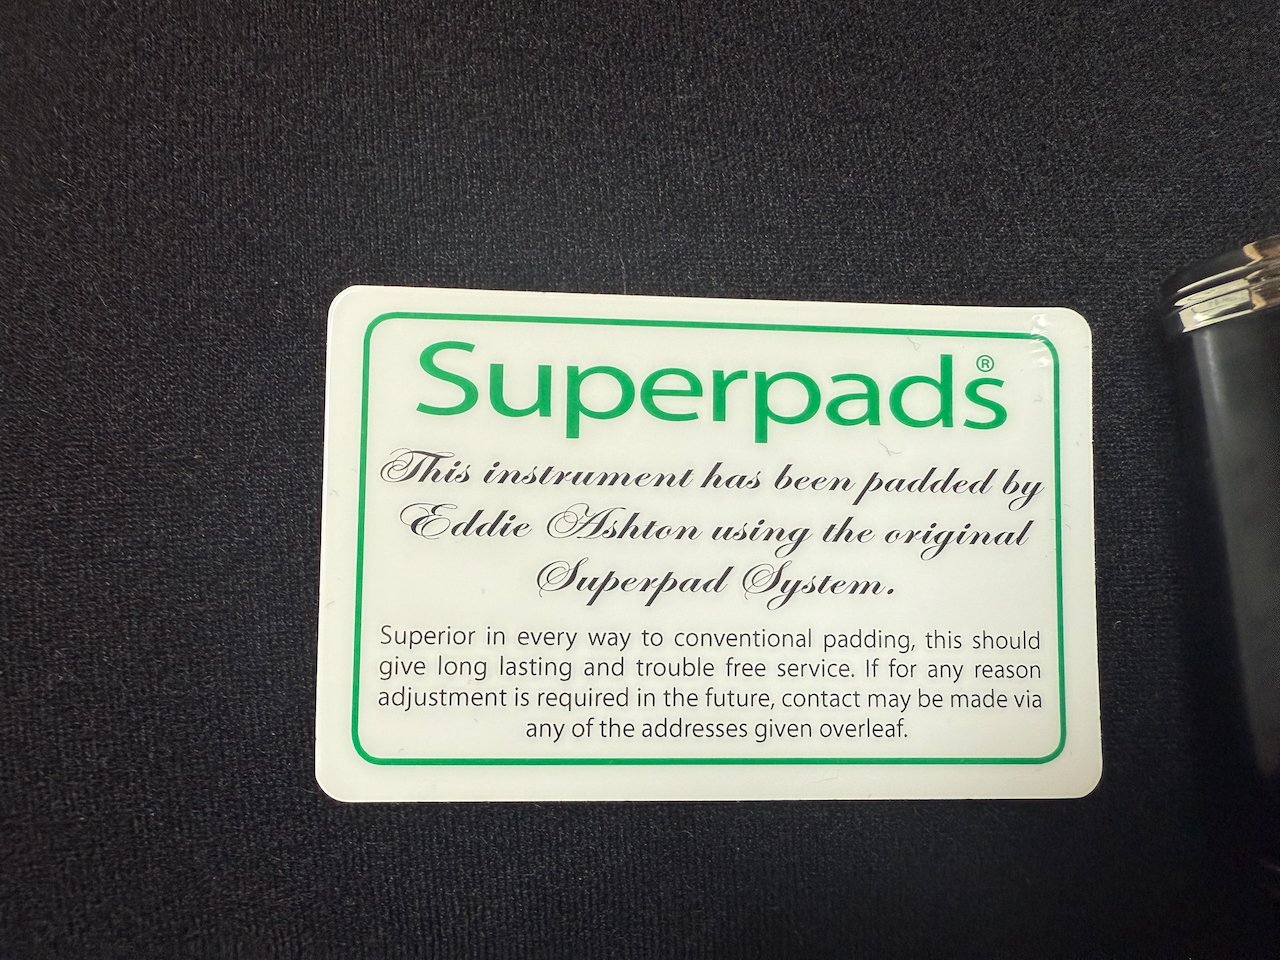 Superpads®
This instrument has been padded by
Eddie Ashton using the original
Superpad System.
Superior in every way to conventional padding, this should
give long lasting and trouble free service. If for any reason
adjustment is required in the future, contact may be made via
any of the addresses given overleaf.